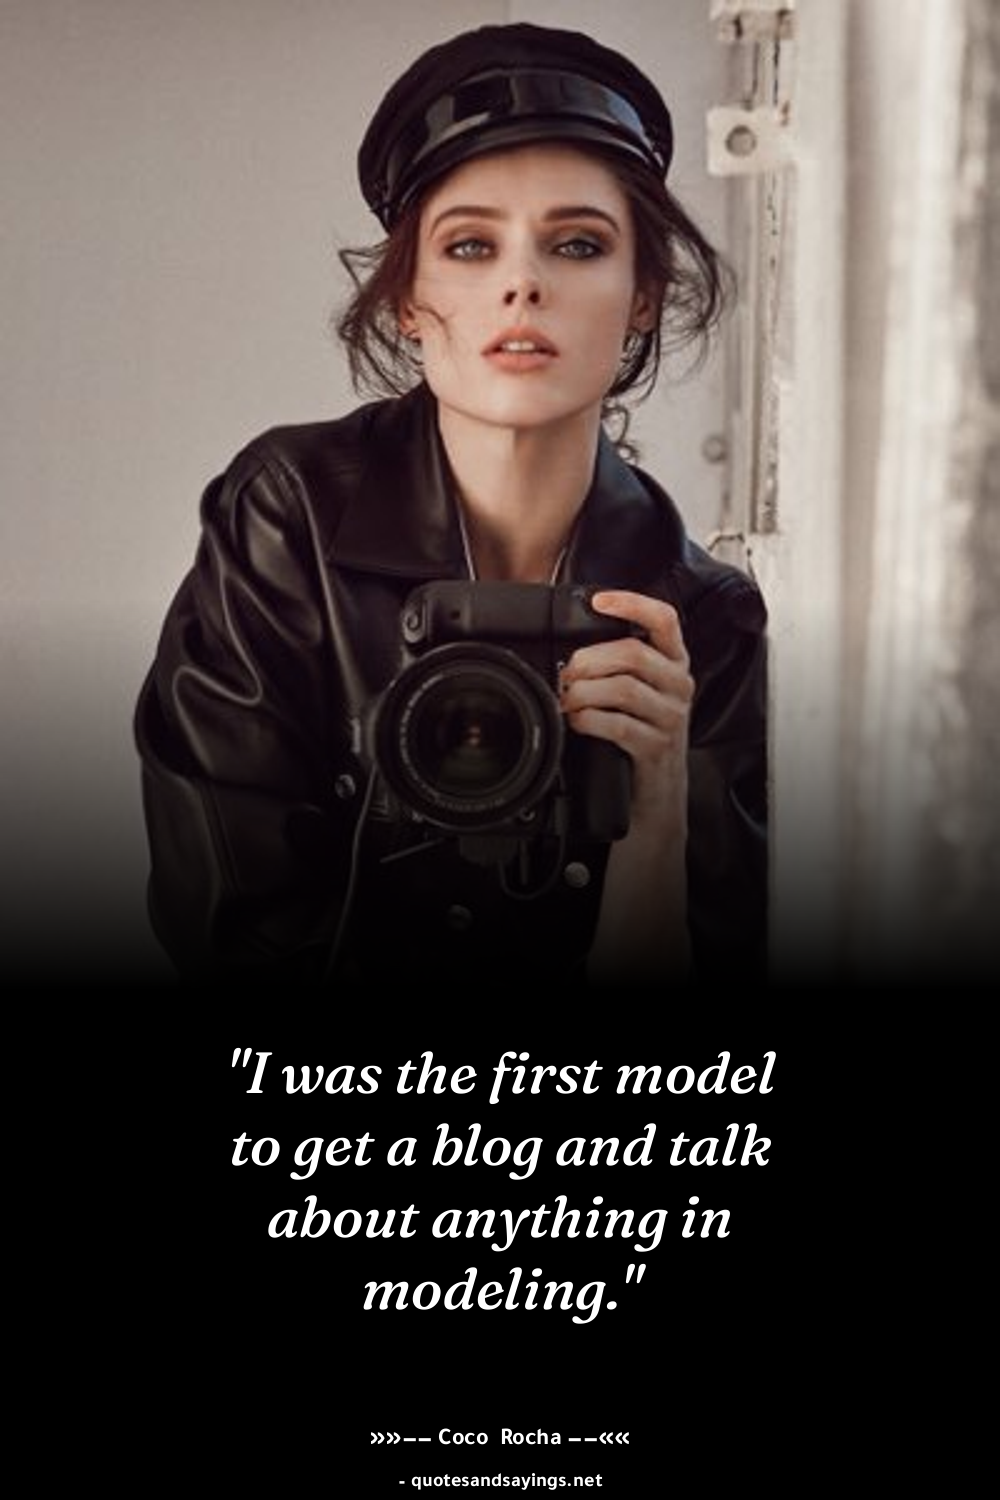 "I was the first model
to get a blog and talk
about anything in
modeling."
»»–– Coco Rocha ––««
- quotesandsayings.net